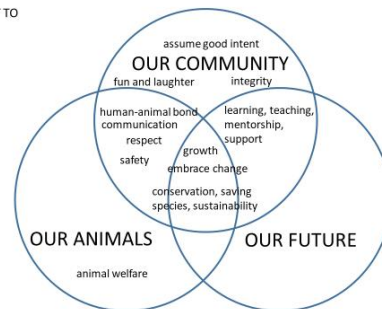 TO
assume good intent
OUR COMMUNITY
fun and laughter integrity
human-animal bond
communication
respect
safety
learning, teaching,
mentorship,
support
growth
embrace change
conservation, saving
species, sustainability
OUR ANIMALS
OUR FUTURE
animal welfare